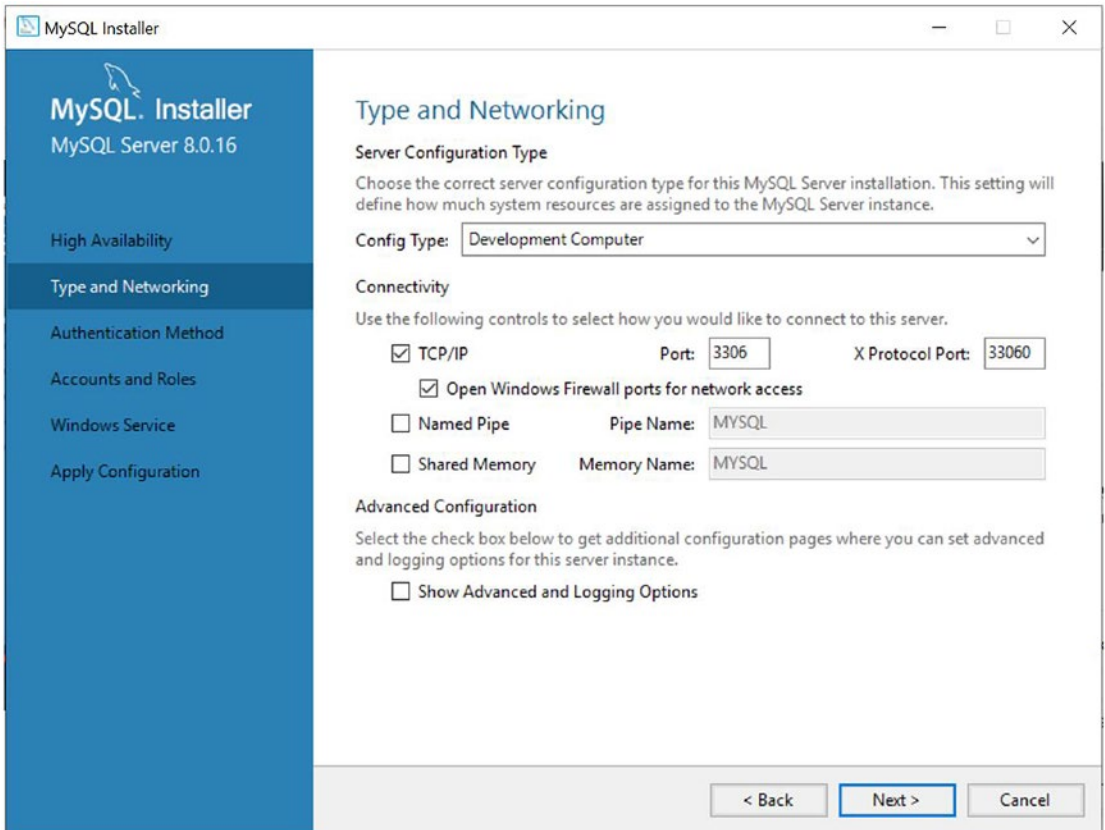 MySQL Installer
MySQL. Installer
MySQL Server 8.0.16
High Availability
Type and Networking
Authentication Method
Accounts and Roles
Windows Service
Apply Configuration
Type and Networking
Server Configuration Type
Choose the correct server configuration type for this MySQL Server installation. This setting will
define how much system resources are assigned to the MySQL Server instance.
Config Type: Development Computer
Connectivity
Use the following controls to select how you would like to connect to this server.
TCP/IP Port: 3306 X Protocol Port: 33060
Open Windows Firewall ports for network access
Named Pipe Pipe Name: MYSQL
Shared Memory Memory Name: MYSQL
Advanced Configuration
Select the check box below to get additional configuration pages where you can set advanced
and logging options for this server instance.
Show Advanced and Logging Options
< Back Next > Cancel